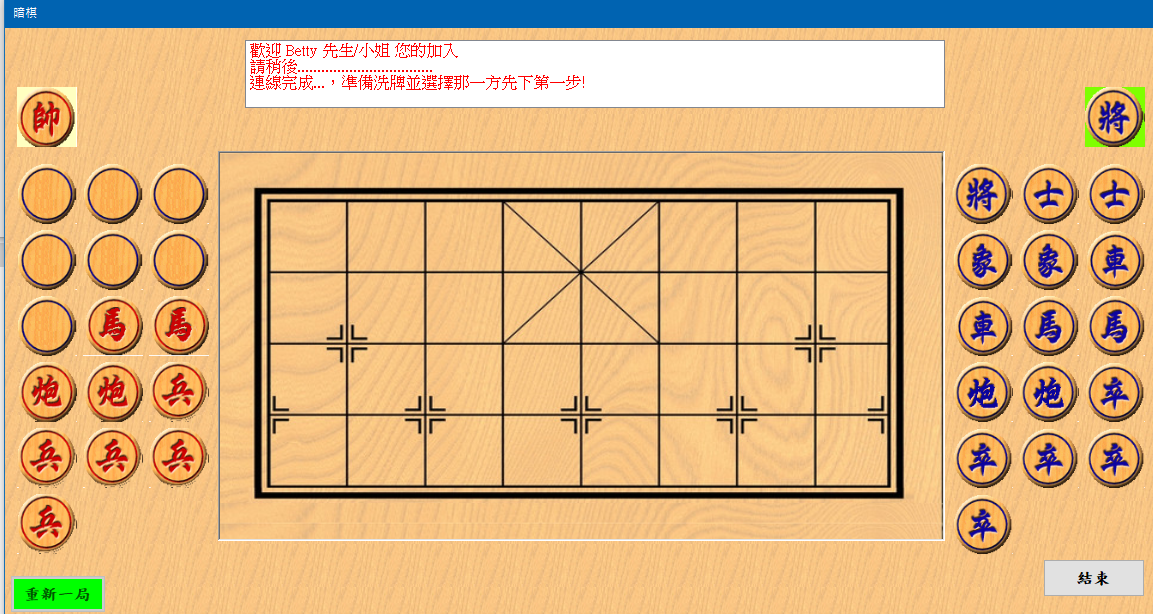 暗棋
歡迎 Betty 先生/小姐 您的加入
請稍後..................................
連線完成...，準備洗牌並選擇那一方先下第一步!
帥
將
將 士 士
象 象 車
馬 馬
車 馬 馬
炮 炮 兵
炮 炮 卒
兵 兵 兵
卒 卒 卒
兵
卒
重新一局
結束